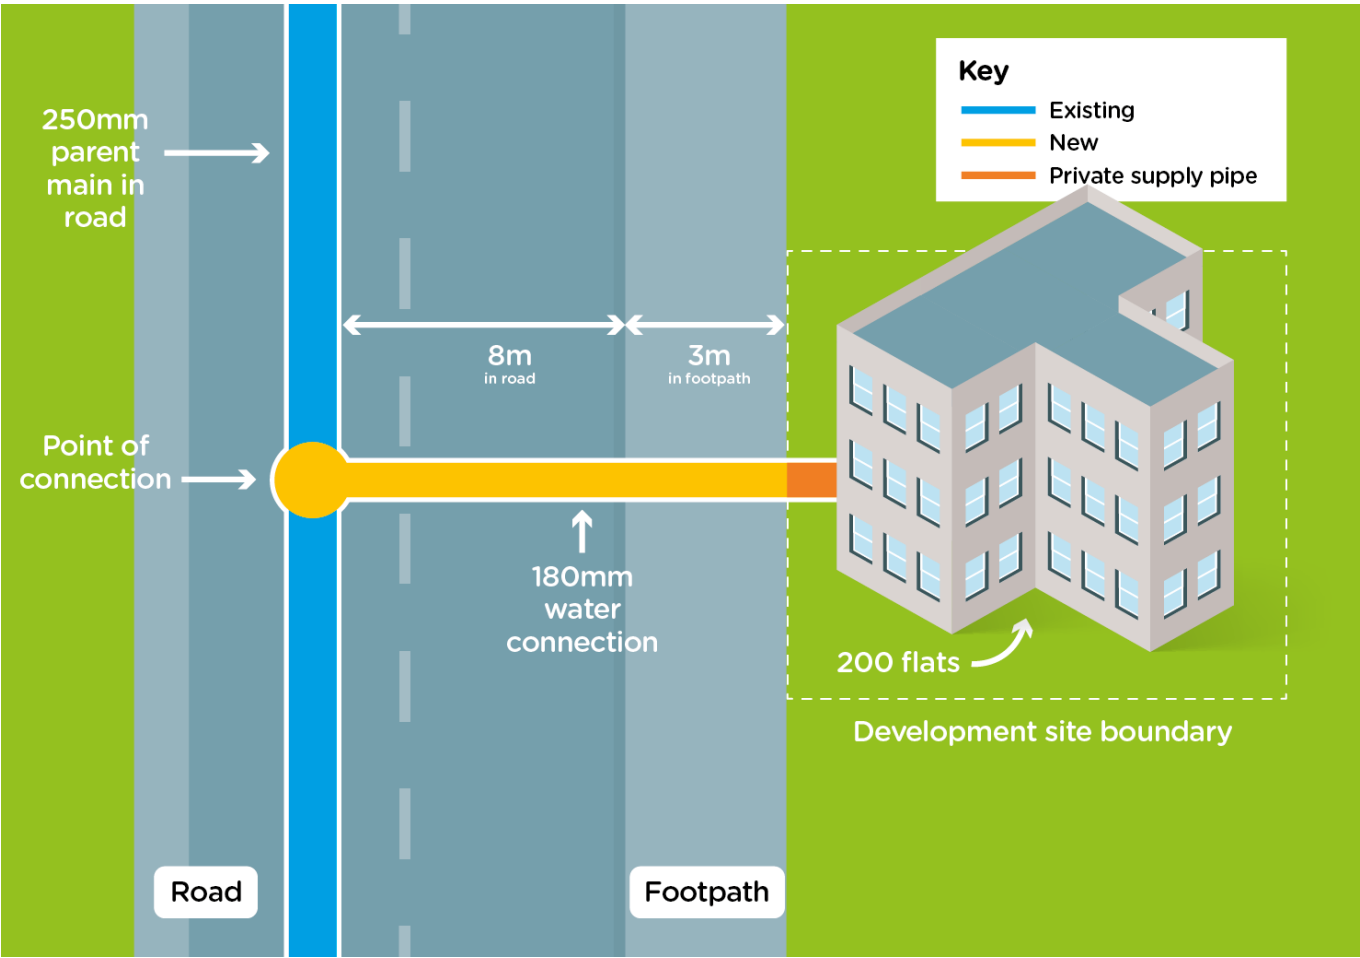 Key
Existing
New
Private supply pipe
250mm
parent
main in
road
8m
in road
3m
in footpath
Point of
connection
180mm
water
connection
200 flats
Development site boundary
Road
Footpath